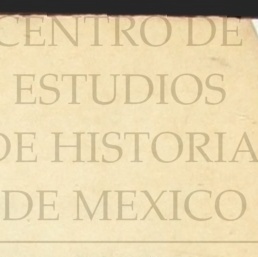 CENTRO DE
ESTUDIOS
DE HISTORIA
DE MEXICO